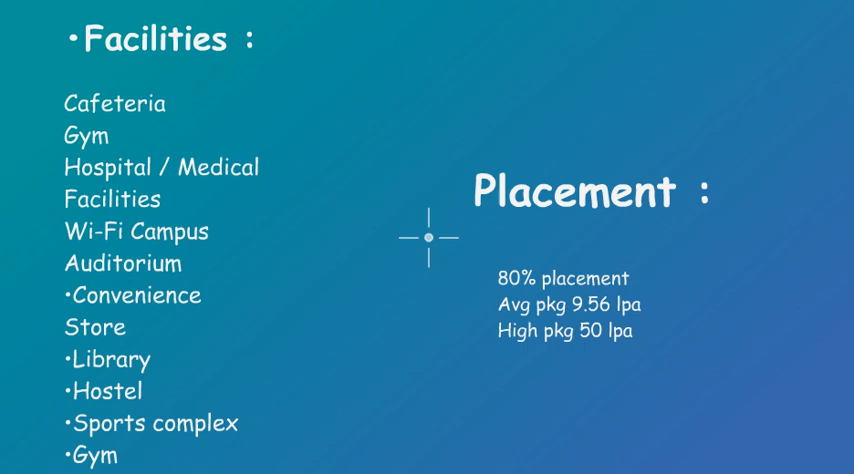 •Facilities :
Cafeteria
Gym
Hospital / Medical
Facilities
Wi-Fi Campus
Auditorium
•Convenience
Store
•Library
•Hostel
•Sports complex
•Gym
Placement :
80% placement
Avg pkg 9.56 lpa
High pkg 50 lpa